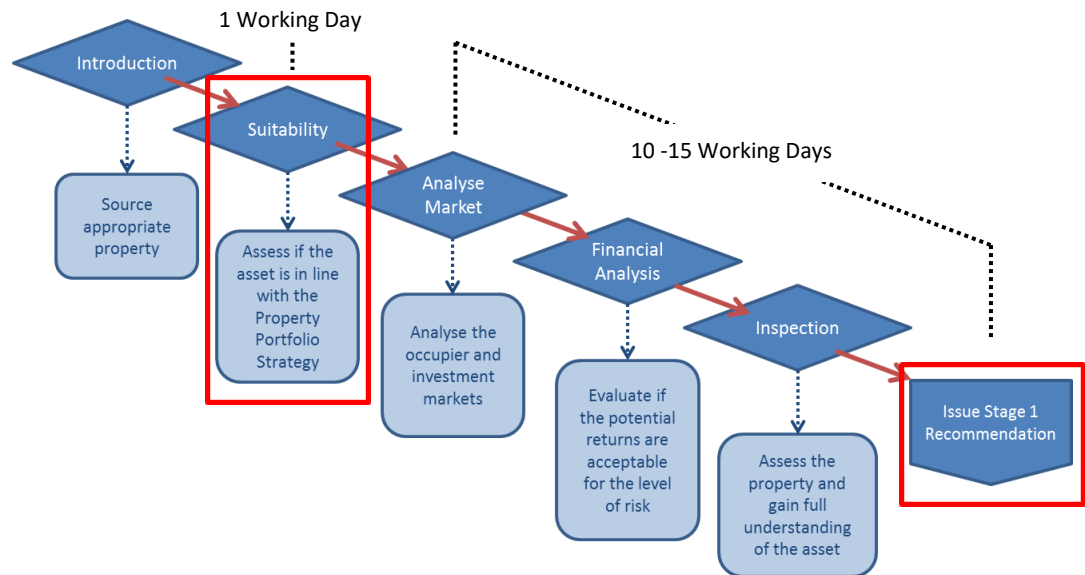 1 Working Day
Introduction
Suitability
10 -15 Working Days
Analyse
Market
Source
appropriate
property
Financial
Analysis
Assess if the
asset is in line
with the
Property
Portfolio
Strategy
Inspection
Analyse the
occupier and
investment
markets
Evaluate if
the potential
returns are
acceptable
for the level
of risk
Issue Stage 1
Recommendation
Assess the
property and
gain full
understanding
of the asset